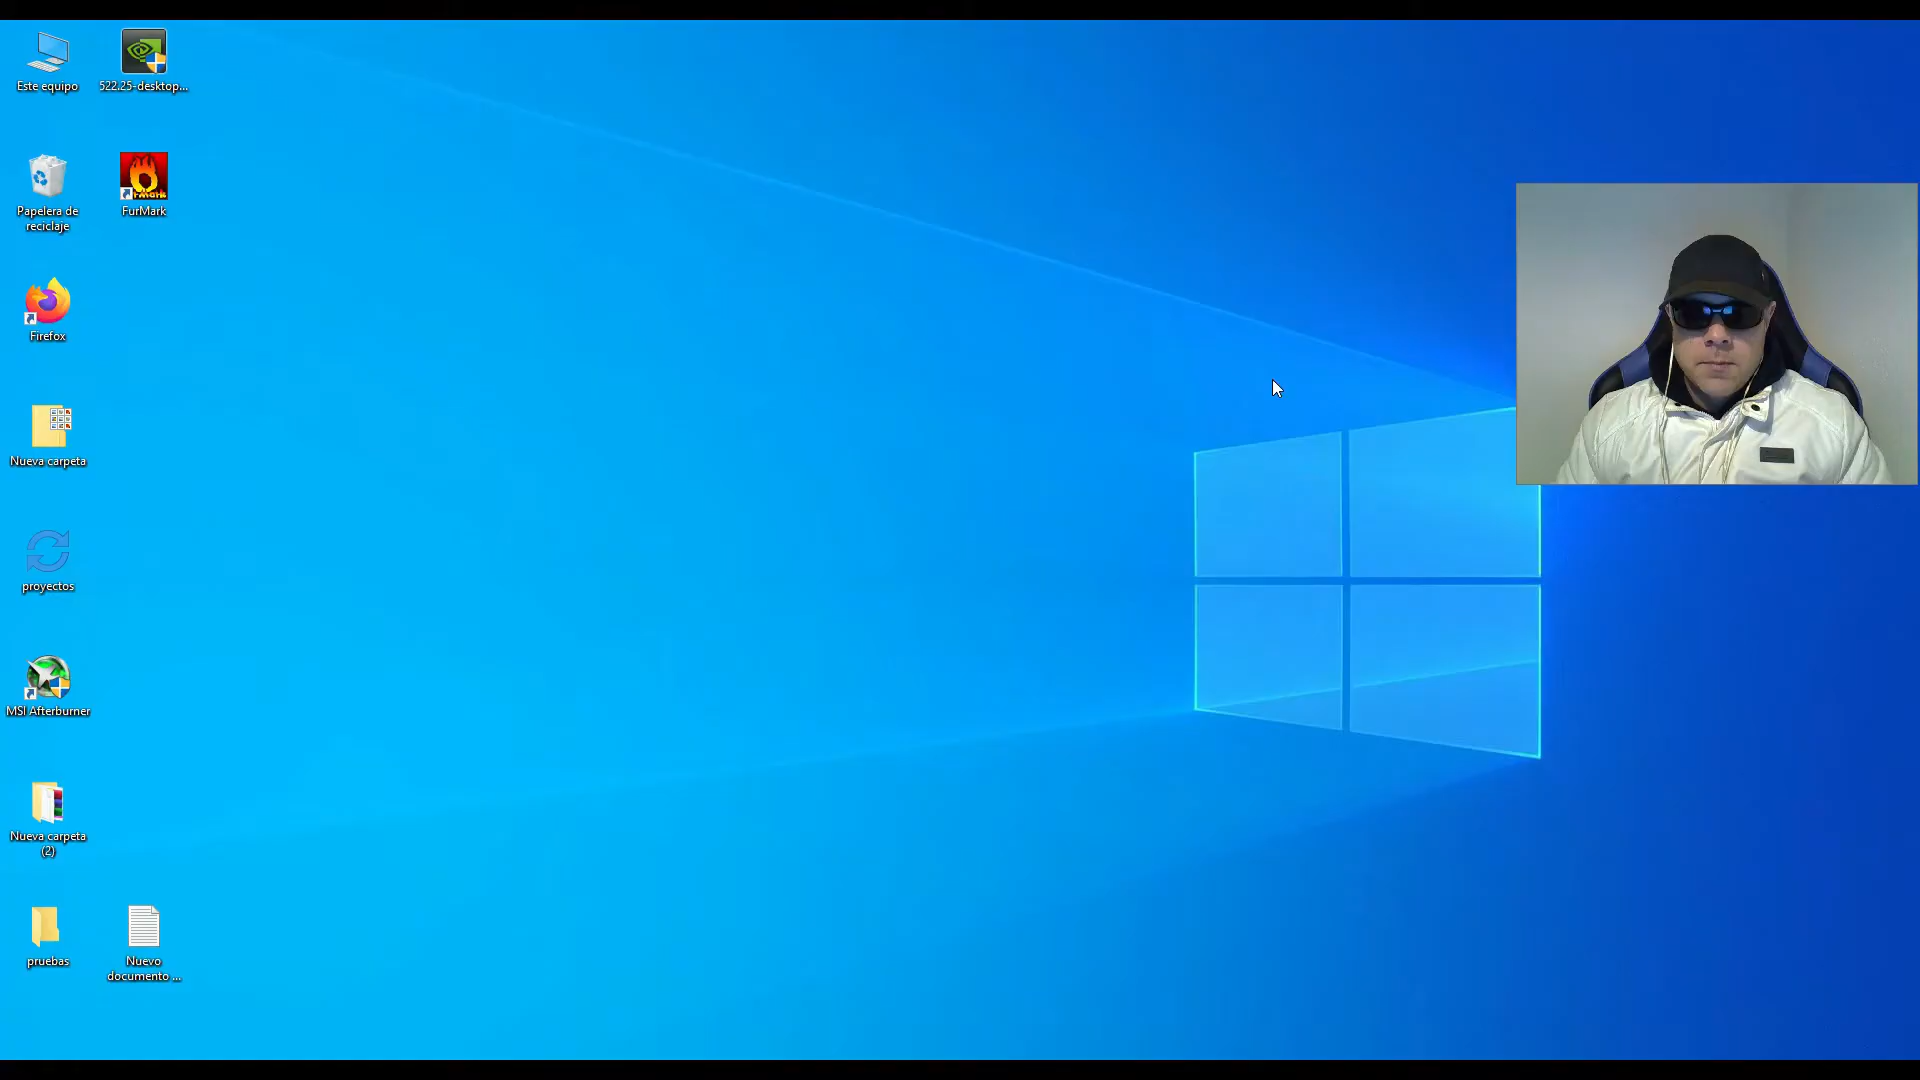 Este equipo
522.25-desktop...
Papelera de
reciclaje
FurMark
Firefox
Nueva carpeta
proyectos
MSI Afterburner
Nueva carpeta
(2)
pruebas
Nuevo
documento ...